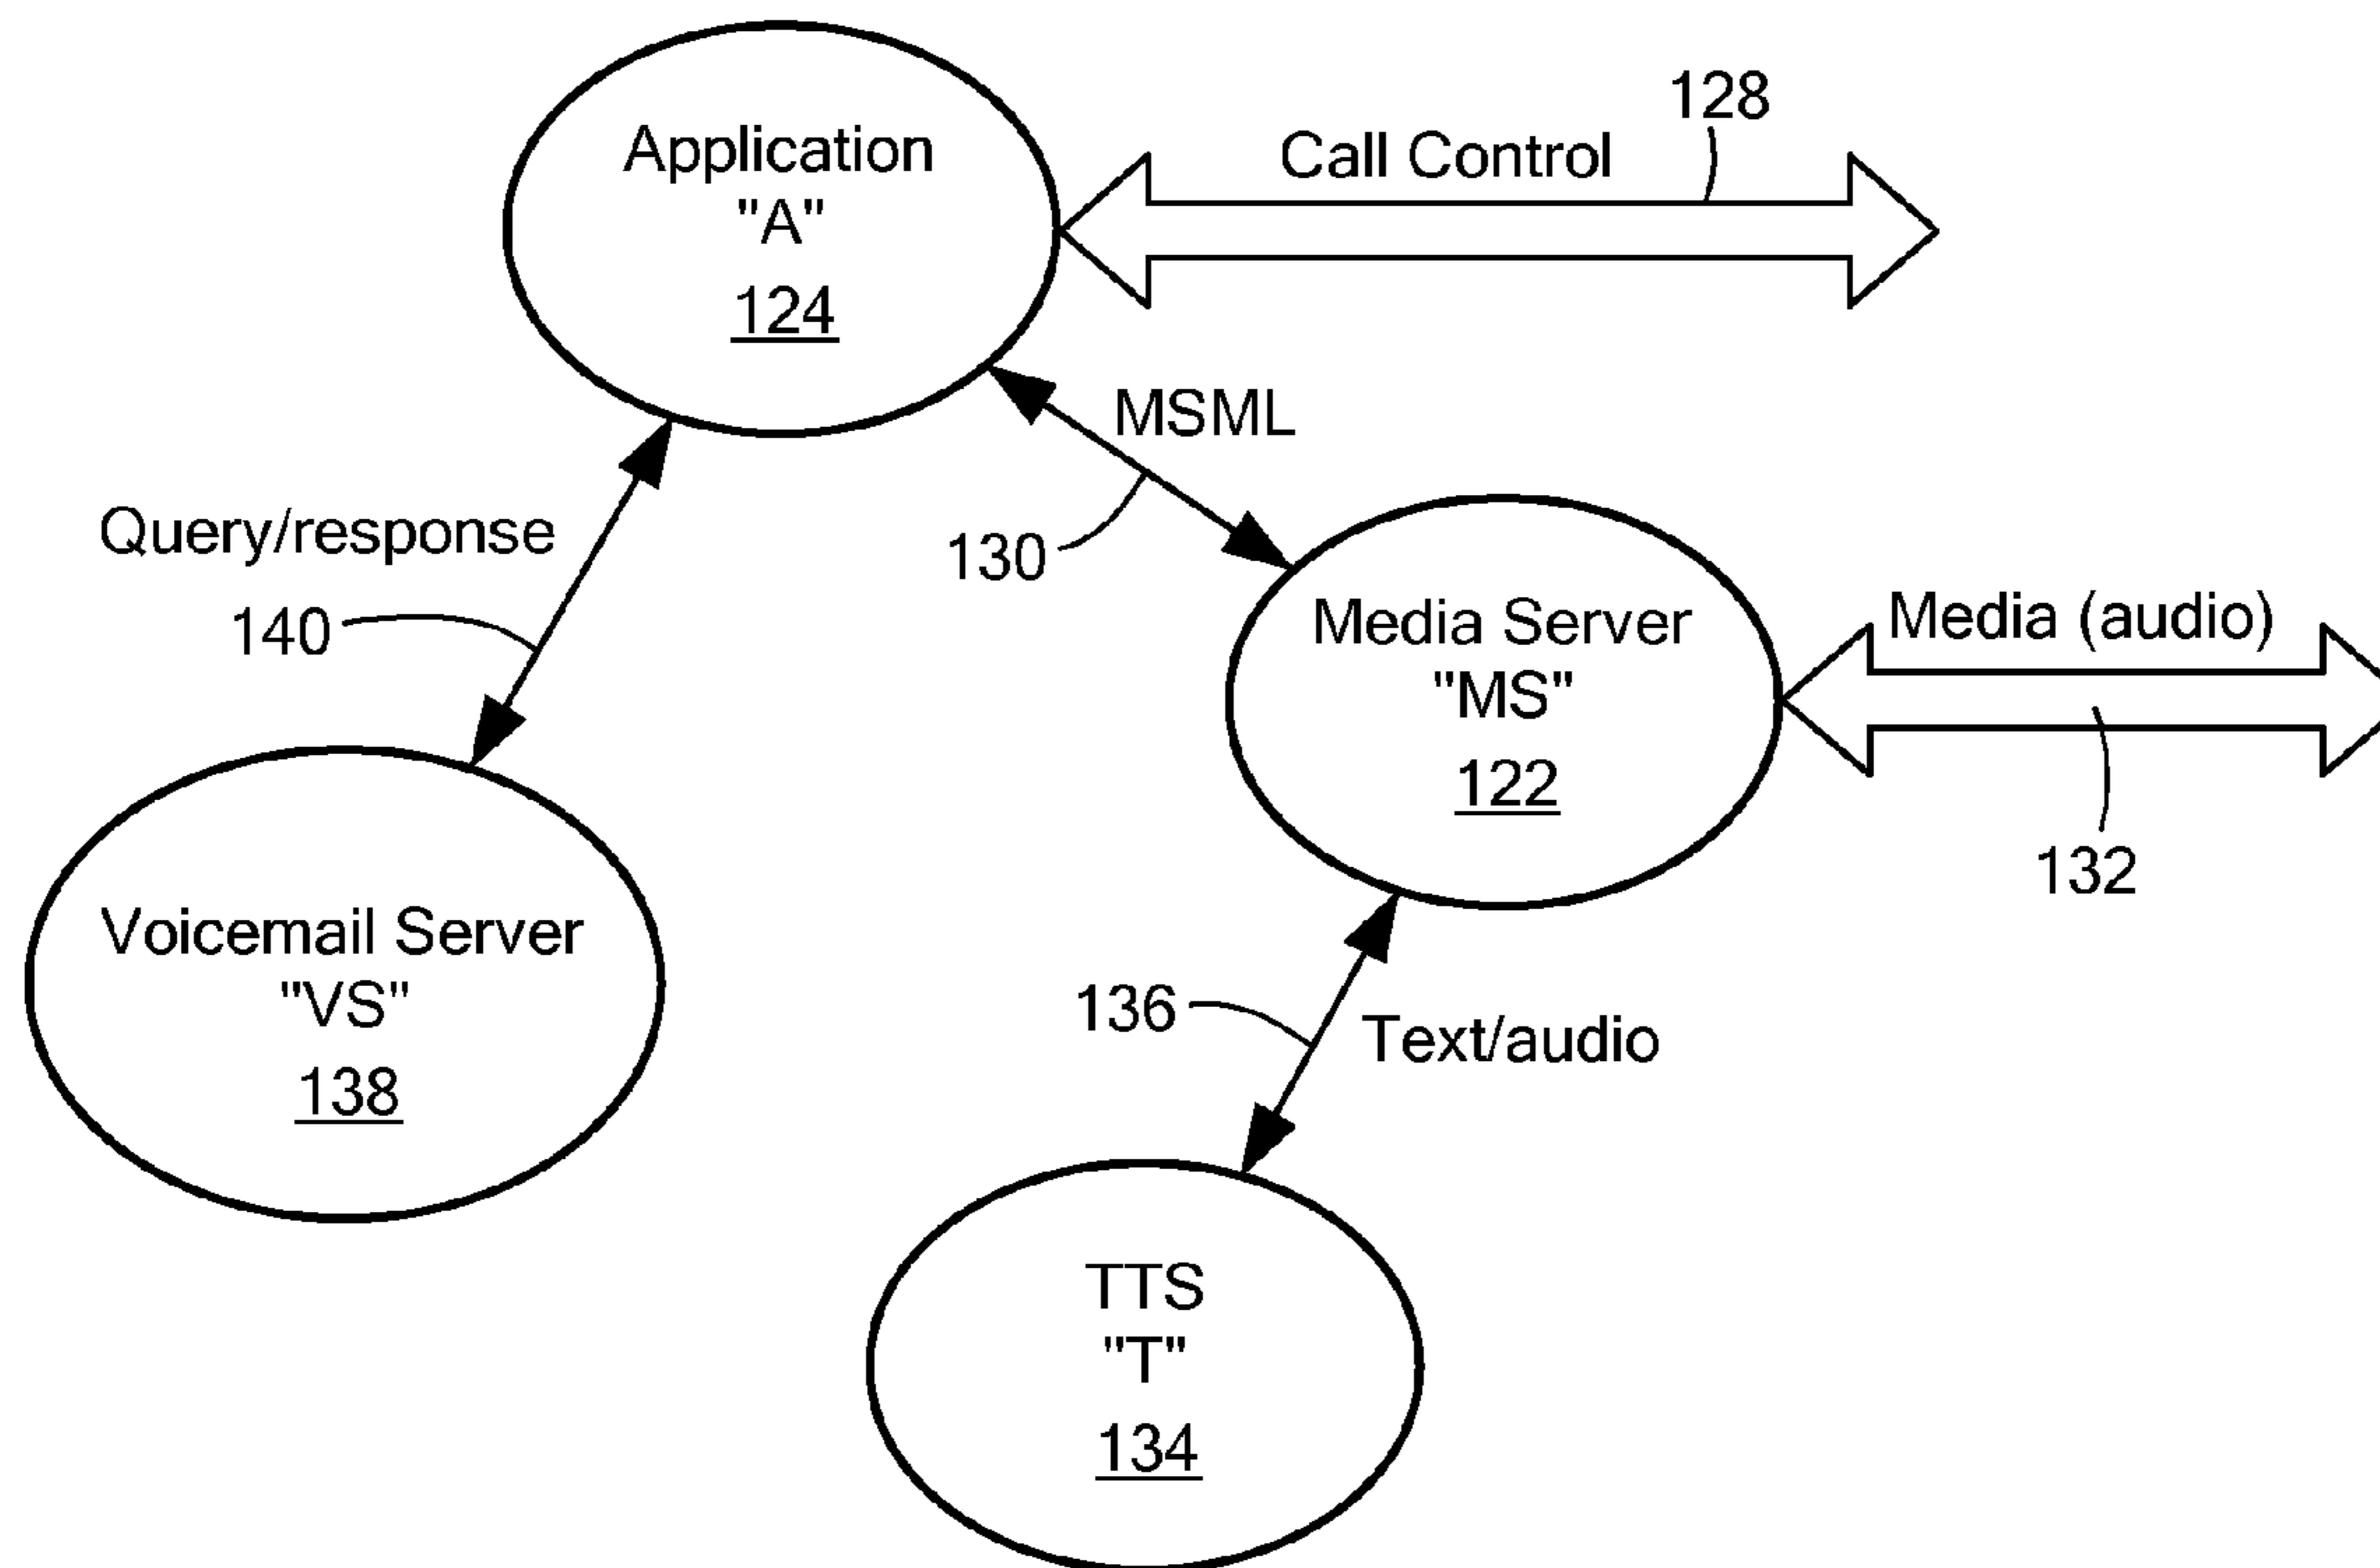 128
Application
"A"
124
Call Control
MSML
130
Query/response
140
Media Server
"MS"
122
Media (audio)
132
Voicemail Server
"VS"
138
136
Text/audio
TTS
"T"
134